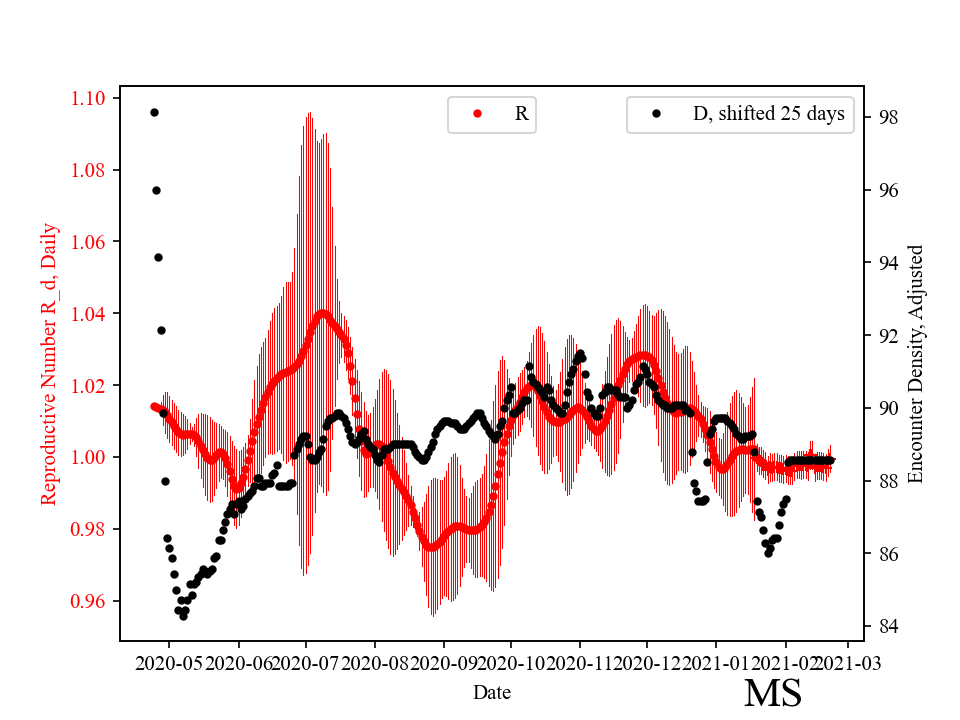 R
D, shifted 25 days
Reproductive Number R_d, Daily
1.10
1.08
1.06
1.04
1.02
1.00
0.98
0.96
98
96
94
92
90
88
86
84
Encounter Density, Adjusted
2020-05 2020-06 2020-07 2020-08 2020-09 2020-10 2020-11 2020-12 2021-01 2021-02 2021-03
Date
MS